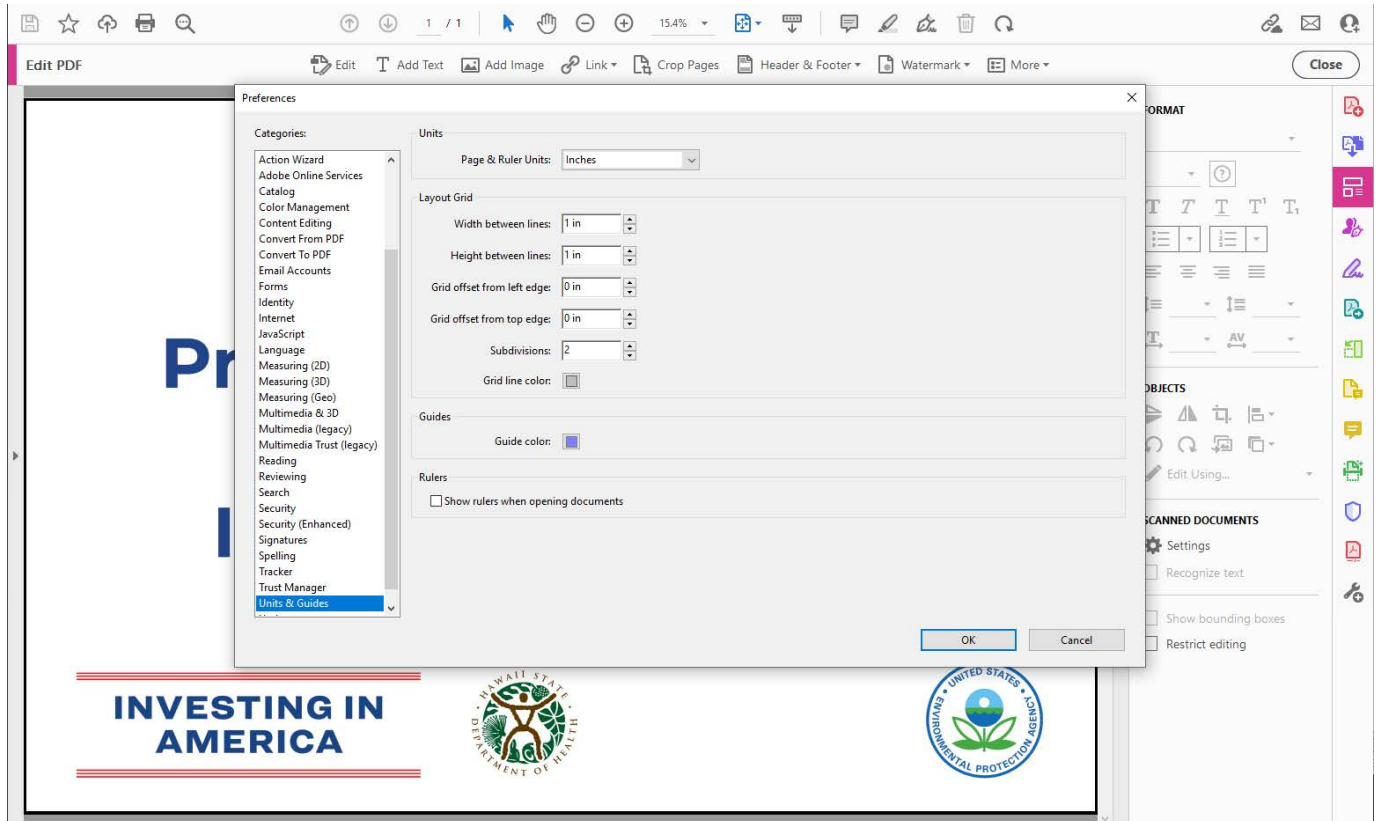 1 / 1
15.4%
Edit PDF
Edit
Add Text
Add Image
Link
Crop Pages
Header & Footer
Watermark
More
Close
Preferences
Categories:
Action Wizard
Adobe Online Services
Catalog
Color Management
Content Editing
Convert From PDF
Convert To PDF
Email Accounts
Forms
Identity
Internet
JavaScript
Language
Measuring (2D)
Measuring (3D)
Measuring (Geo)
Multimedia & 3D
Multimedia (legacy)
Multimedia Trust (legacy)
Reading
Reviewing
Search
Security
Security (Enhanced)
Signatures
Spelling
Tracker
Trust Manager
Units & Guides
Units
Page & Ruler Units: Inches
Layout Grid
Width between lines: 1 in
Height between lines: 1 in
Grid offset from left edge: 0 in
Grid offset from top edge: 0 in
Subdivisions: 2
Grid line color:
Guides
Guide color:
Rulers
Show rulers when opening documents
OK
Cancel
FORMAT
OBJECTS
Edit Using...
SCANNED DOCUMENTS
Settings
Recognize text
Show bounding boxes
Restrict editing
Pr
INVESTING IN
AMERICA
HAWAII STATE
DEPARTMENT OF HEALTH
UNITED STATES
ENVIRONMENTAL PROTECTION AGENCY